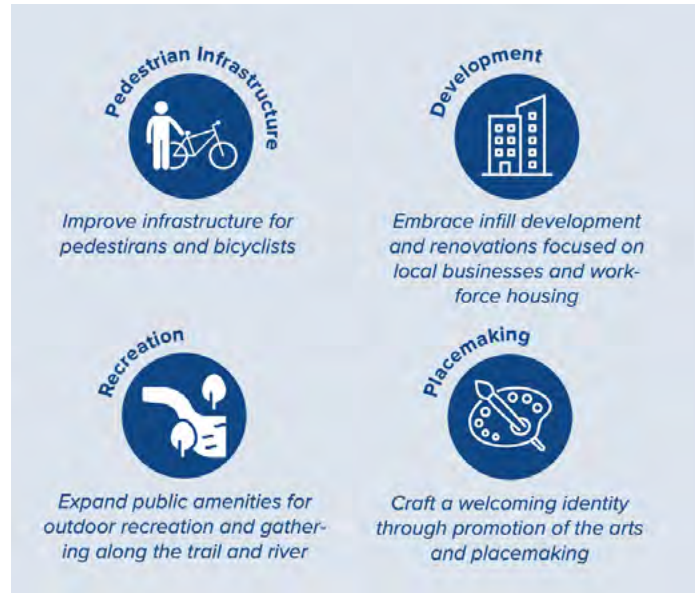 Pedestrian Infrastructure
Improve infrastructure for
pedestirans and bicyclists
Development
Embrace infill development
and renovations focused on
local businesses and work-
force housing
Recreation
Expand public amenities for
outdoor recreation and gather-
ing along the trail and river
Placemaking
Craft a welcoming identity
through promotion of the arts
and placemaking